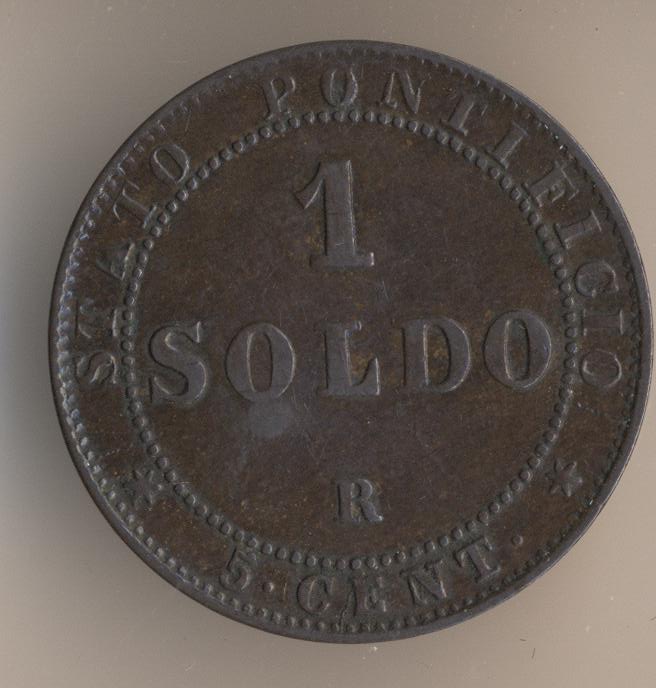 STATO PONTIFICIO
1
SOLDO
R
5 · CENT ·